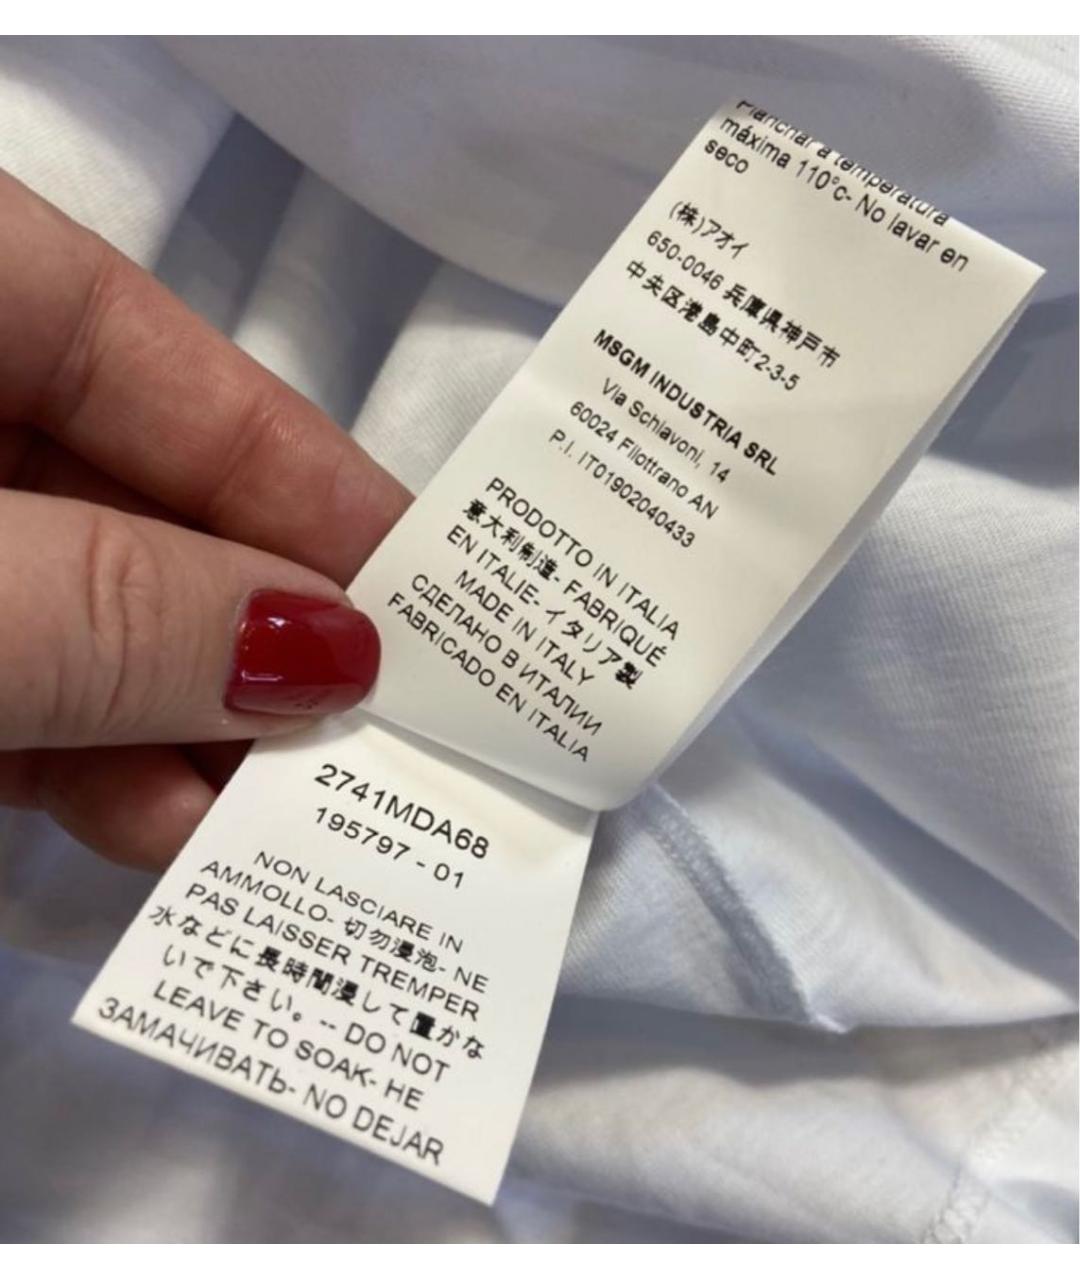 Planchar a temperatura
máxima 110°c- No lavar en
seco
(株)アオイ
650-0046 兵庫県神戸市
中央区港島中町2-3-5
MSGM INDUSTRIA SRL
Via Schiavoni, 14
60024 Filottrano AN
P.I. IT01902040433
PRODOTTO IN ITALIA
意大利制造- FABRIQUÉ
EN ITALIE- イタリア製
MADE IN ITALY
СДЕЛАНО В ИТАЛИИ
FABRICADO EN ITALIA
2741MDA68
195797 - 01
NON LASCIARE IN
AMMOLLO- 切勿浸泡- NE
PAS LAISSER TREMPER
水などに長時間浸して置かな
いで下さい。-- DO NOT
LEAVE TO SOAK- НЕ
ЗАМАЧИВАТЬ- NO DEJAR